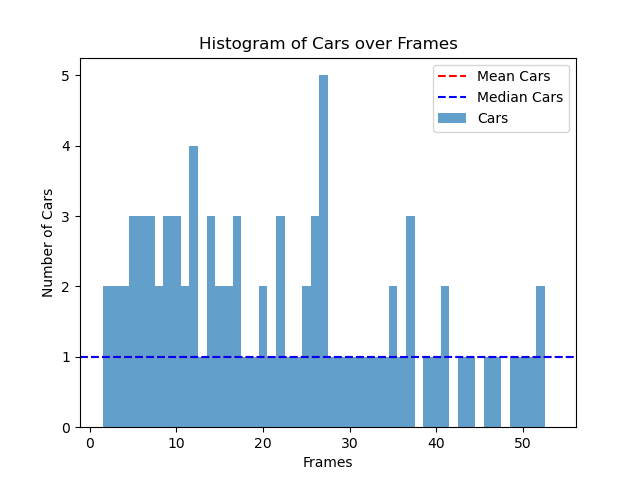 Histogram of Cars over Frames
Mean Cars
Median Cars
Cars
Number of Cars
5
4
3
2
1
0
0 10 20 30 40 50
Frames